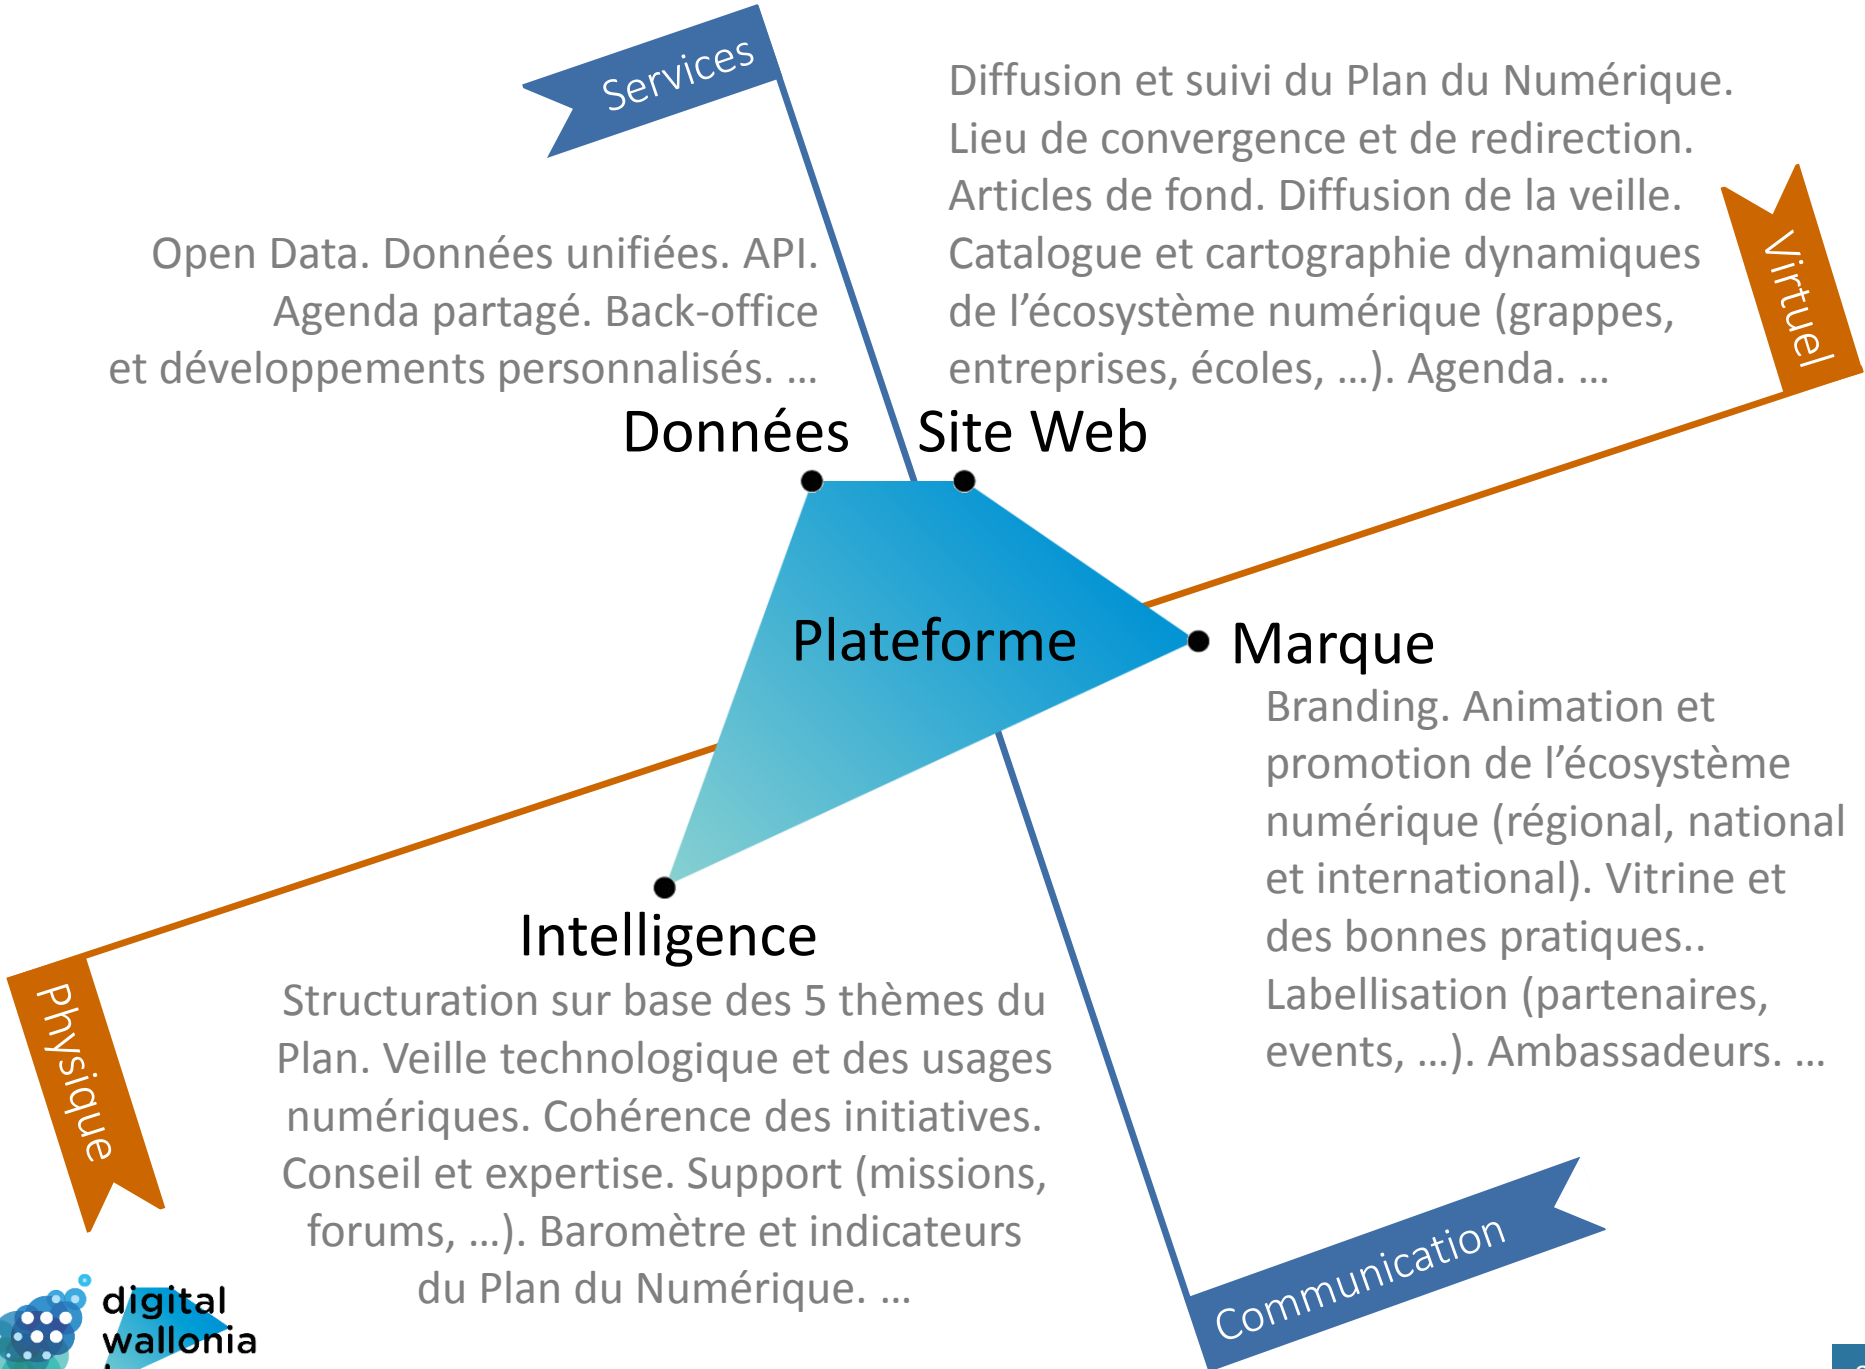 Services
Diffusion et suivi du Plan du Numérique.
Lieu de convergence et de redirection.
Articles de fond. Diffusion de la veille.
Catalogue et cartographie dynamiques
de l’écosystème numérique (grappes,
entreprises, écoles, ...). Agenda. ...
Virtuel
Open Data. Données unifiées. API.
Agenda partagé. Back-office
et développements personnalisés. ...
Données
Site Web
Plateforme
Marque
Branding. Animation et
promotion de l’écosystème
numérique (régional, national
et international). Vitrine et
des bonnes pratiques..
Labellisation (partenaires,
events, ...). Ambassadeurs. ...
Intelligence
Structuration sur base des 5 thèmes du
Plan. Veille technologique et des usages
numériques. Cohérence des initiatives.
Conseil et expertise. Support (missions,
forums, ...). Baromètre et indicateurs
du Plan du Numérique. ...
Physique
Communication
digital
wallonia